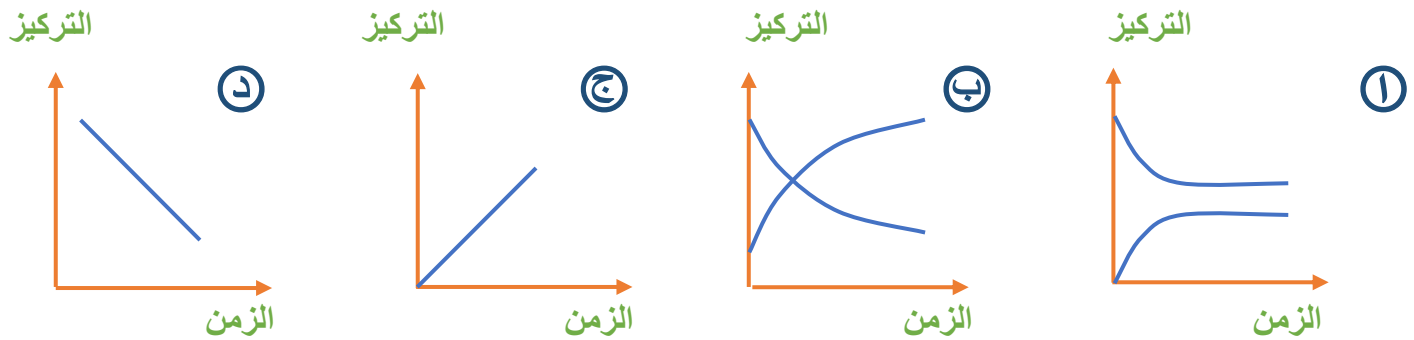 التركيز التركيز التركيز التركيز
ا ب ج د
الزمن الزمن الزمن الزمن